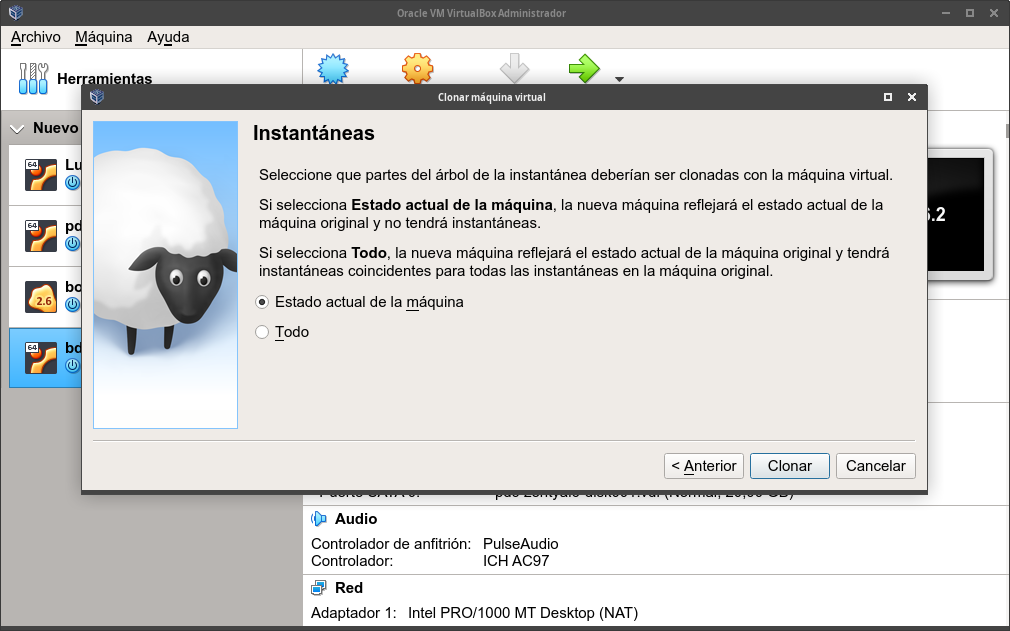 Oracle VM VirtualBox Administrador
Archivo Máquina Ayuda
Herramientas
Clonar máquina virtual
Nuevo
64
Lu
64
pd
2.6
bo
64
bd
6.2
Instantáneas
Seleccione que partes del árbol de la instantánea deberían ser clonadas con la máquina virtual.
Si selecciona Estado actual de la máquina, la nueva máquina reflejará el estado actual de la
máquina original y no tendrá instantáneas.
Si selecciona Todo, la nueva máquina reflejará el estado actual de la máquina original y tendrá
instantáneas coincidentes para todas las instantáneas en la máquina original.
Estado actual de la máquina
Todo
< Anterior Clonar Cancelar
Audio
Controlador de anfitrión: PulseAudio
Controlador: ICH AC97
Red
Adaptador 1: Intel PRO/1000 MT Desktop (NAT)